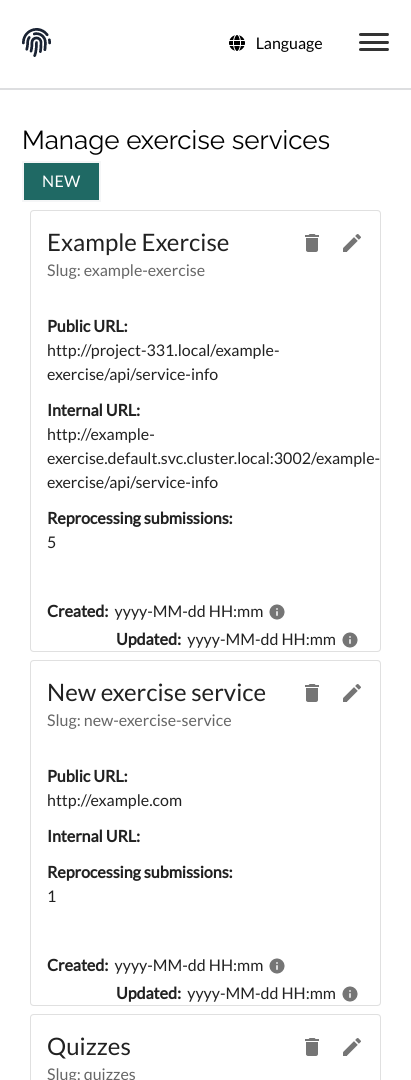 Language
Manage exercise services
NEW
Example Exercise
Slug: example-exercise
Public URL:
http://project-331.local/example-
exercise/api/service-info
Internal URL:
http://example-
exercise.default.svc.cluster.local:3002/example-
exercise/api/service-info
Reprocessing submissions:
5
Created: yyyy-MM-dd HH:mm
Updated: yyyy-MM-dd HH:mm
New exercise service
Slug: new-exercise-service
Public URL:
http://example.com
Internal URL:
Reprocessing submissions:
1
Created: yyyy-MM-dd HH:mm
Updated: yyyy-MM-dd HH:mm
Quizzes
Slug: quizzes